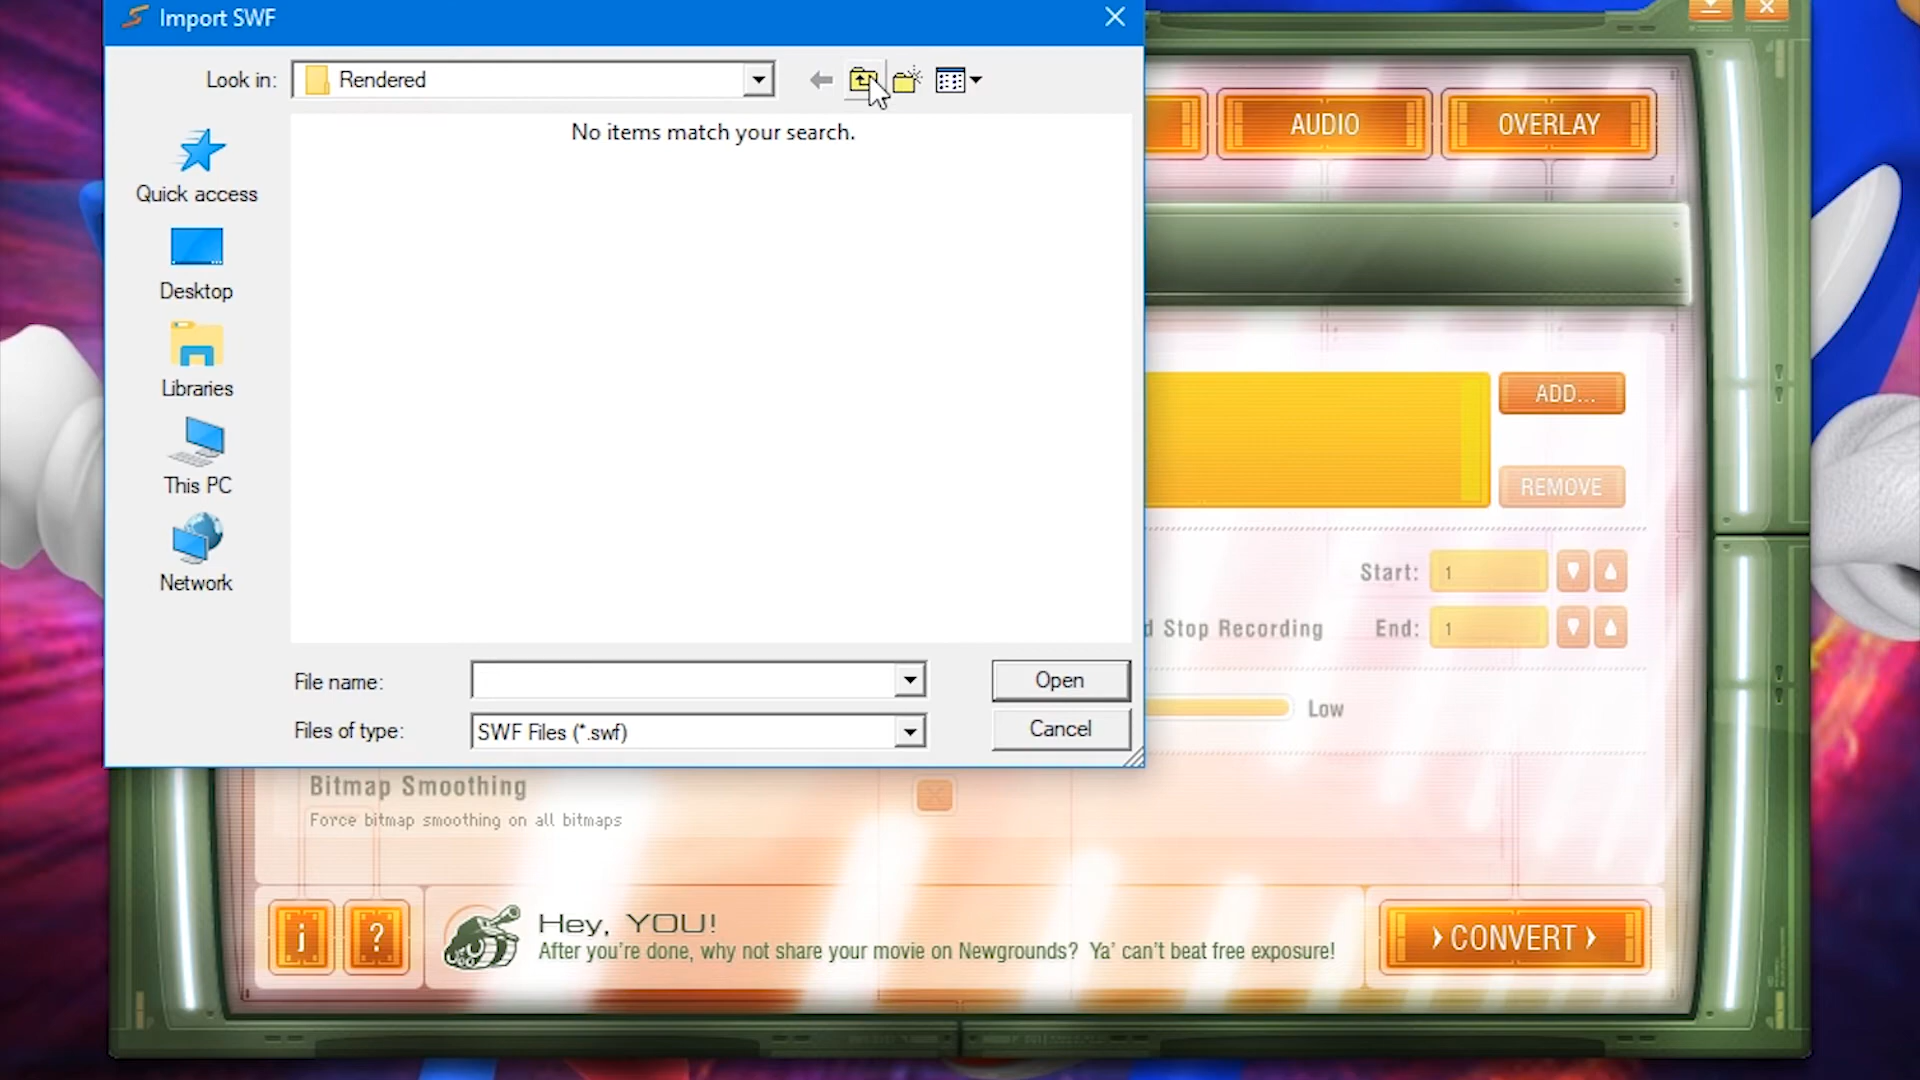 Import SWF
Look in:
Rendered
No items match your search.
Quick access
Desktop
Libraries
This PC
Network
File name:
Open
Files of type:
SWF Files (*.swf)
Cancel
AUDIO
OVERLAY
ADD...
REMOVE
Start:
1
d Stop Recording
End:
1
Low
Bitmap Smoothing
Force bitmap smoothing on all bitmaps
i
?
Hey, YOU!
After you're done, why not share your movie on Newgrounds? Ya' can't beat free exposure!
CONVERT